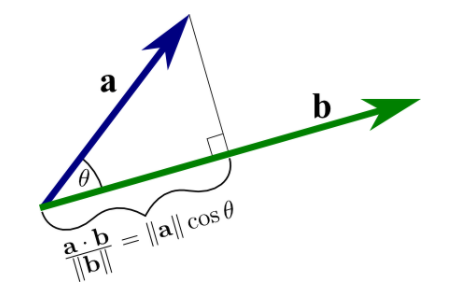 a
b
θ
a · b / ‖b‖ = ‖a‖ cos θ